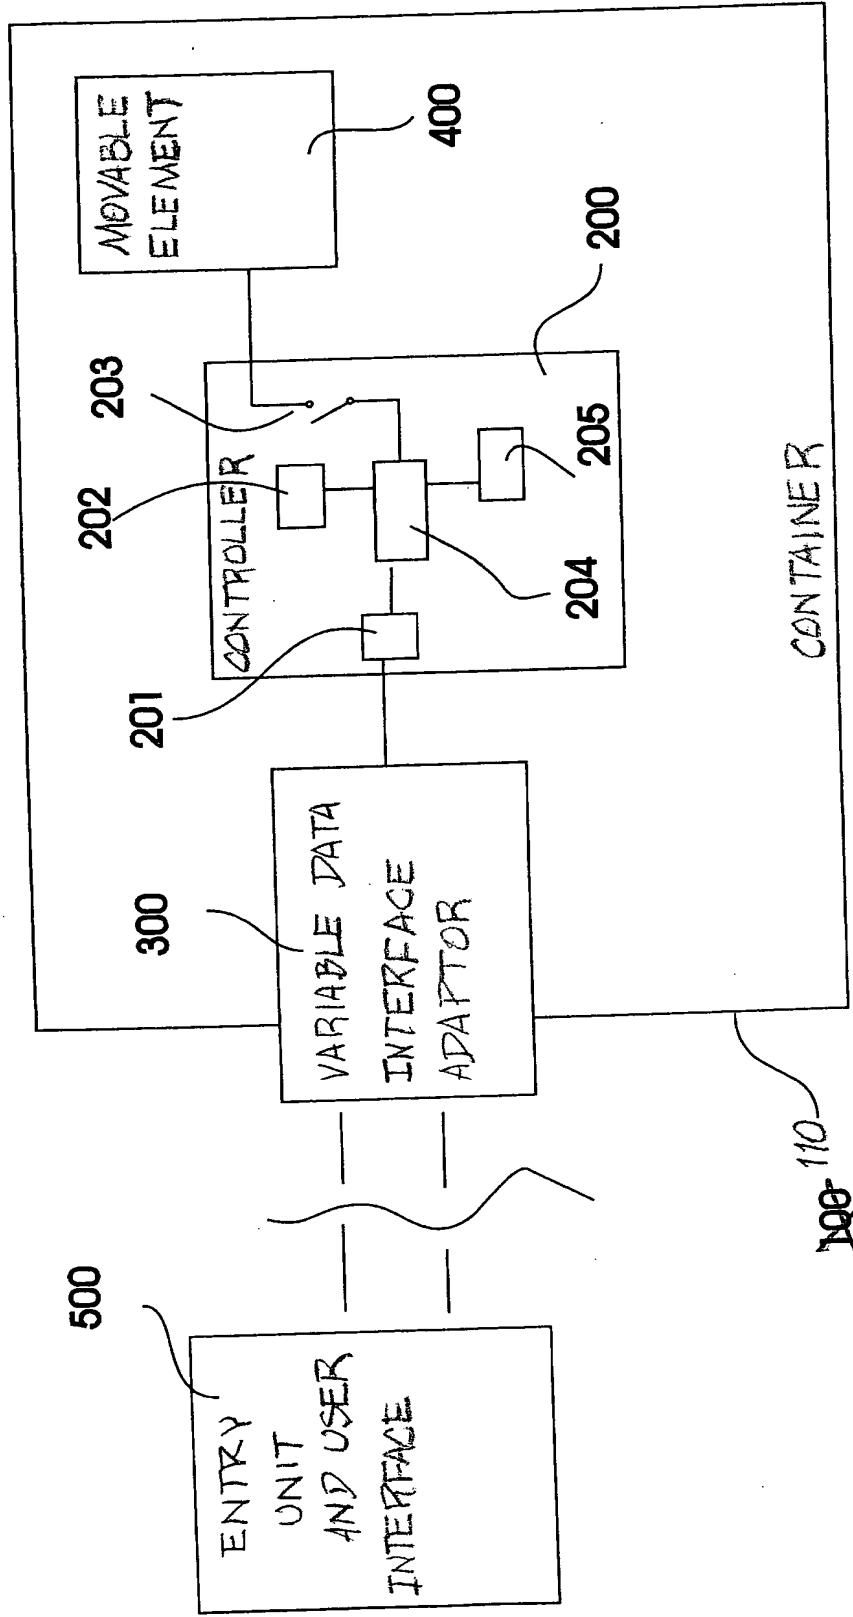 500
ENTRY
UNIT
AND USER
INTERFACE
300
VARIABLE DATA
INTERFACE
ADAPTOR
201
202
203
CONTROLLER
204
205
200
MOVABLE
ELEMENT
400
CONTAINER
100 110